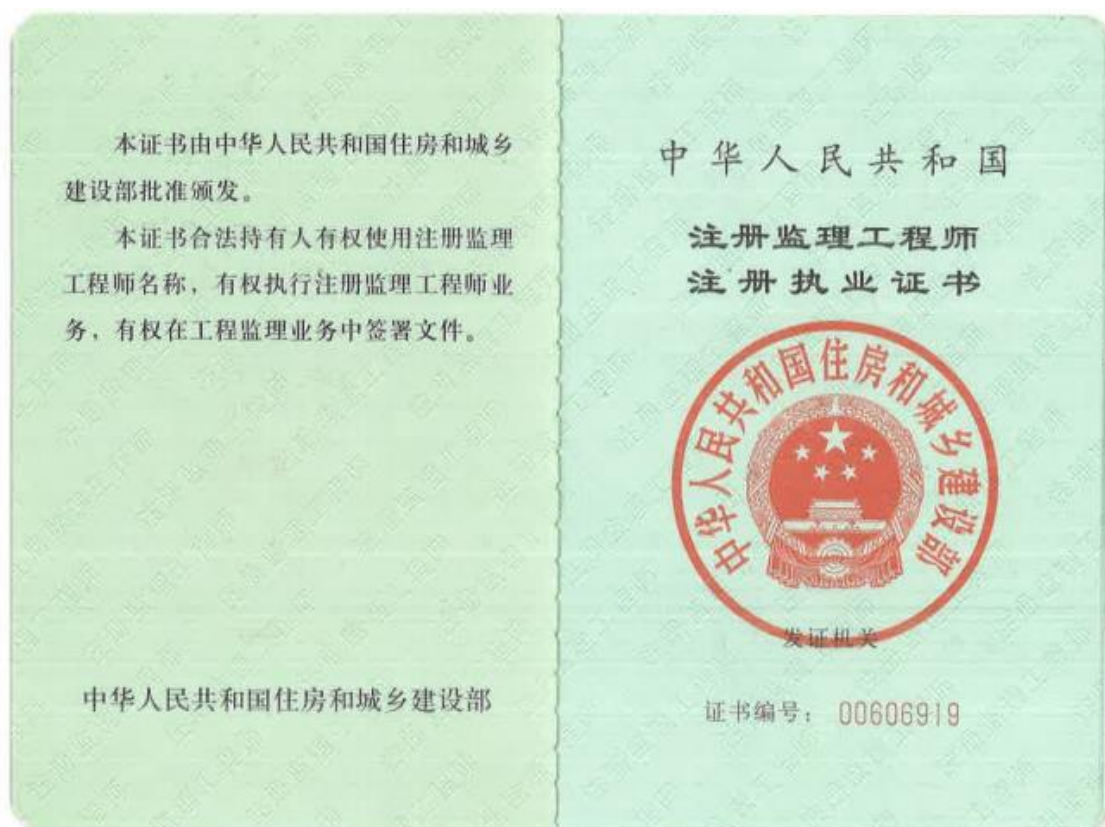 本证书由中华人民共和国住房和城乡
建设部批准颁发。
本证书合法持有人有权使用注册监理
工程师名称，有权执行注册监理工程师业
务，有权在工程监理业务中签署文件。
中华人民共和国住房和城乡建设部
中华人民共和国
注册监理工程师
注册执业证书
中华人民共和国住房和城乡建设部
发证机关
证书编号：00606919